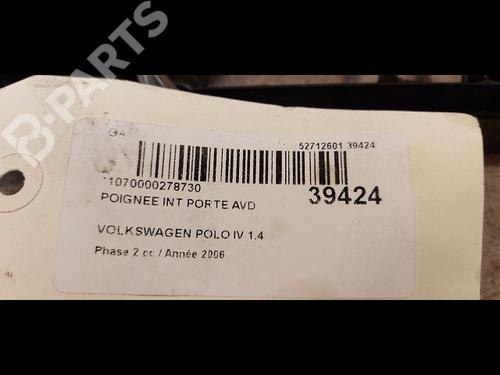 B-PARTS
GA
52712601 39424
*1070000278730
39424
POIGNEE INT PORTE AVD
VOLKSWAGEN POLO IV 1.4
Phase 2 cc / Année 2006